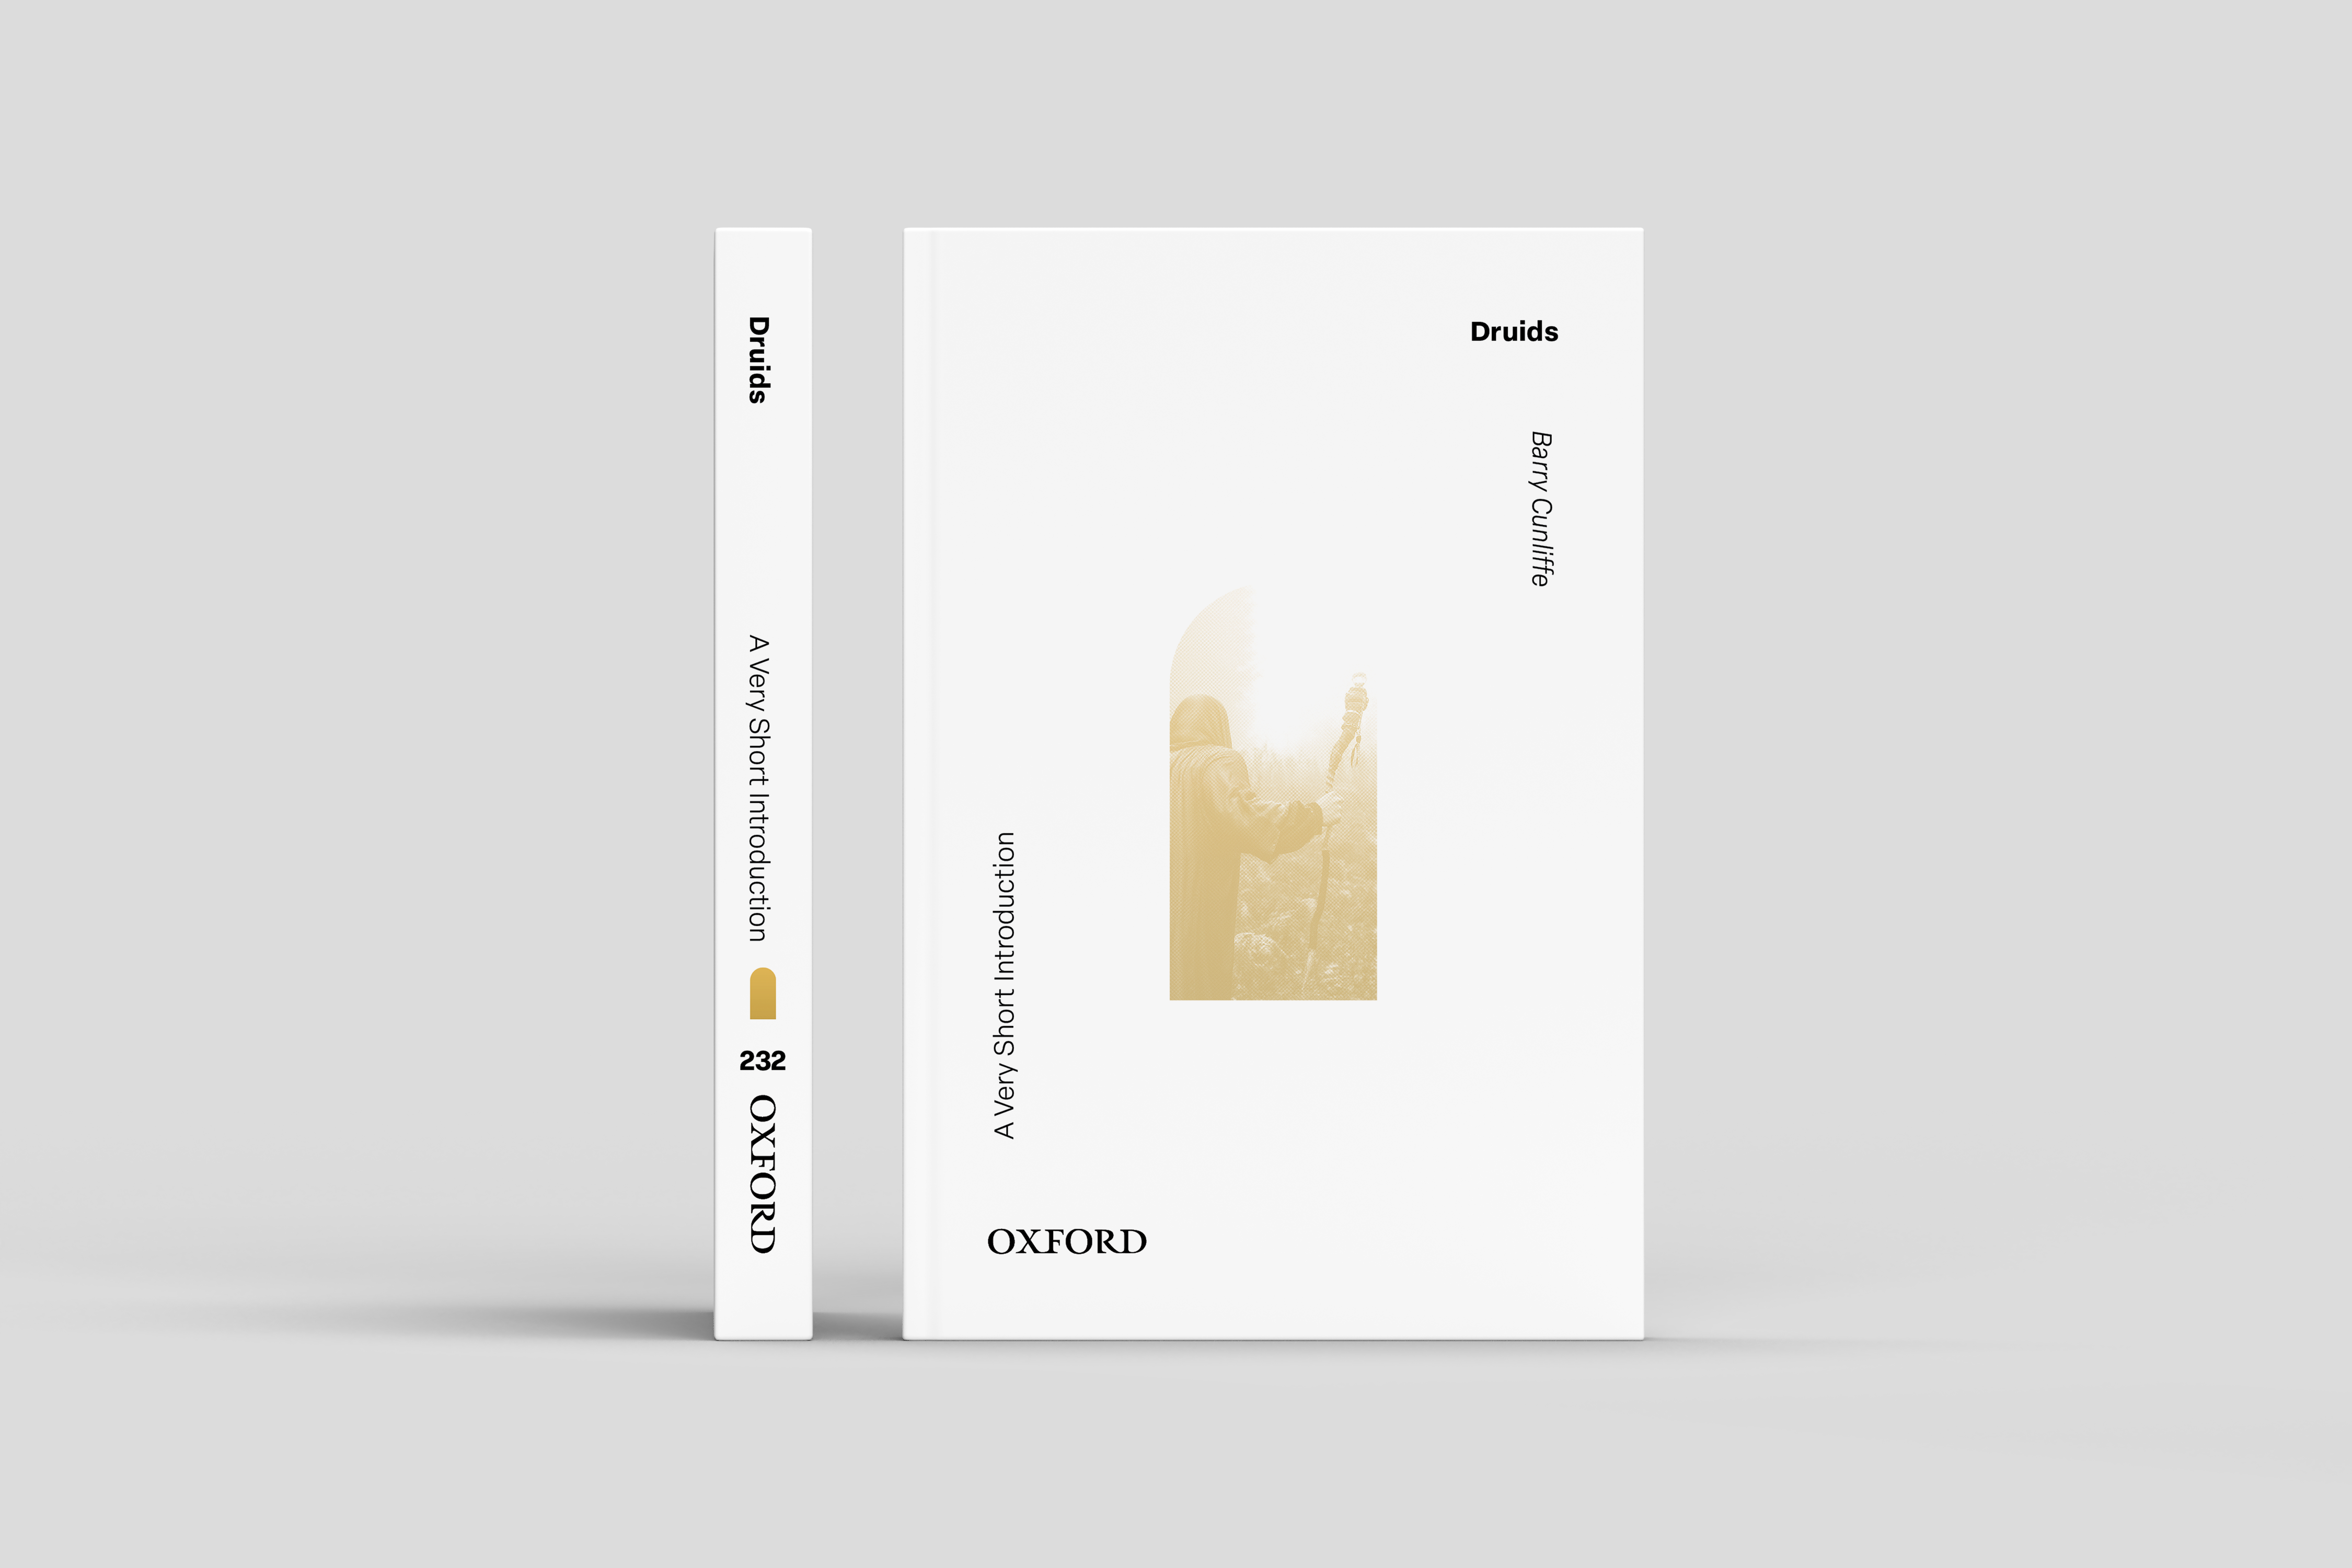 Druids
A Very Short Introduction
232
OXFORD
Druids
Barry Cunliffe
A Very Short Introduction
OXFORD